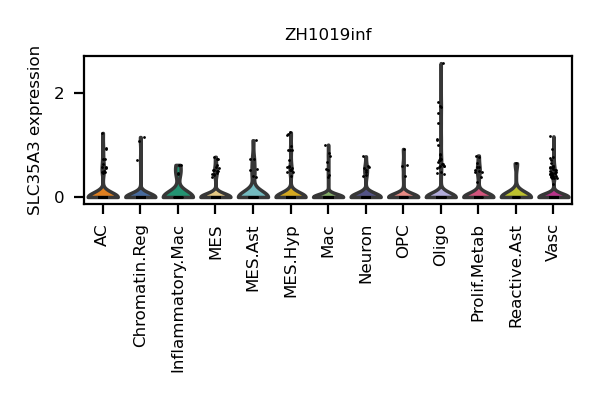 ZH1019inf
SLC35A3 expression
2
0
AC
Chromatin.Reg
Inflammatory.Mac
MES
MES.Ast
MES.Hyp
Mac
Neuron
OPC
Oligo
Prolif.Metab
Reactive.Ast
Vasc